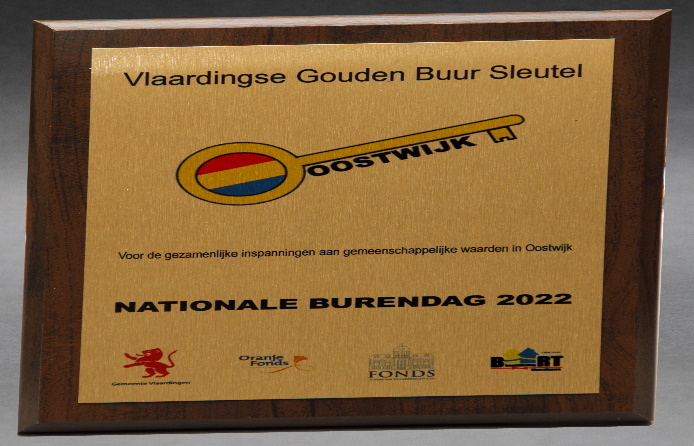 Vlaardingse Gouden Buur Sleutel
OOSTWIJK
Voor de gezamenlijke inspanningen aan gemeenschappelijke waarden in Oostwijk
NATIONALE BURENDAG 2022
Gemeente Vlaardingen
Oranje
Fonds
FONDS
BUURT